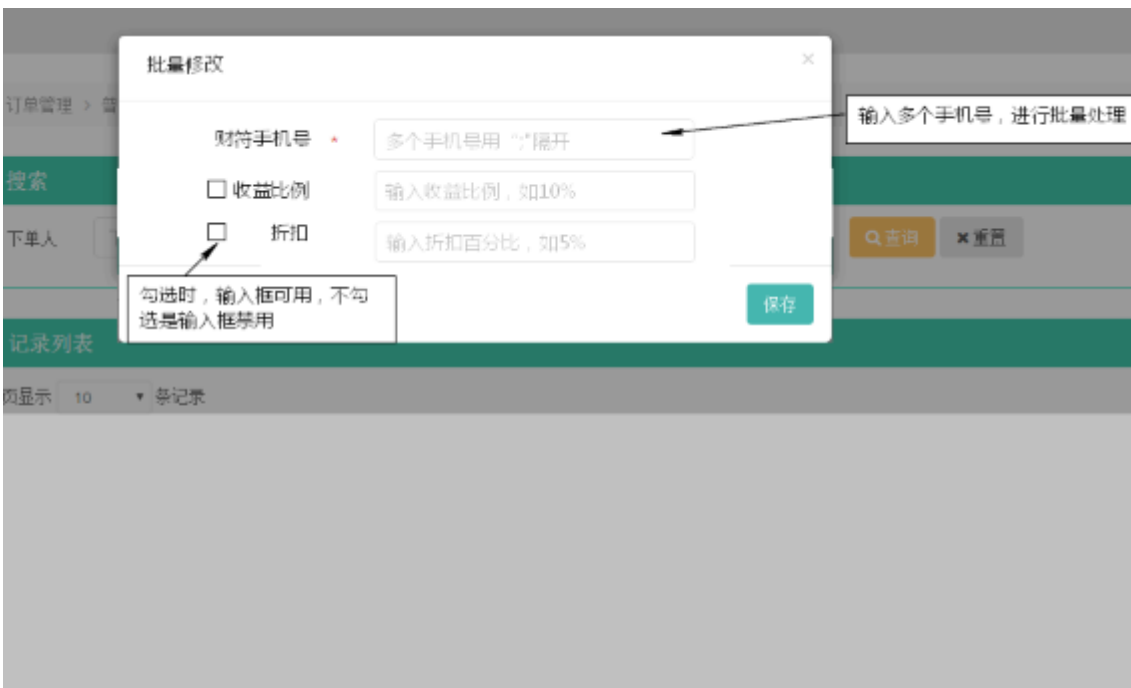 批量修改
×
订单管理 > 普
财符手机号 *
多个手机号用 “;”隔开
输入多个手机号，进行批量处理
搜索
收益比例
输入收益比例，如10%
下单人
折扣
输入折扣百分比，如5%
查询
重置
勾选时，输入框可用，不勾
选是输入框禁用
保存
记录列表
页显示 10 条记录